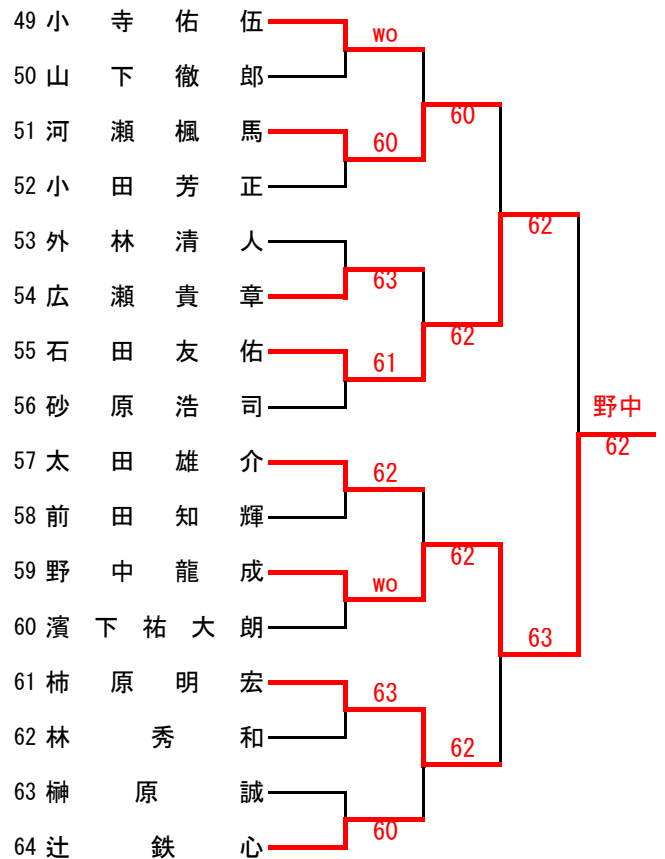 49 小寺佑伍
wo
50 山下徹郎
60
51 河瀬楓馬
60
52 小田芳正
62
53 外林清人
63
54 広瀬貴章
62
55 石田友佑
61
56 砂原浩司
野中
62
57 太田雄介
62
58 前田知輝
62
59 野中龍成
wo
60 濱下祐大朗
63
61 柿原明宏
63
62 林秀和
62
63 榊原誠
60
64 辻鉄心